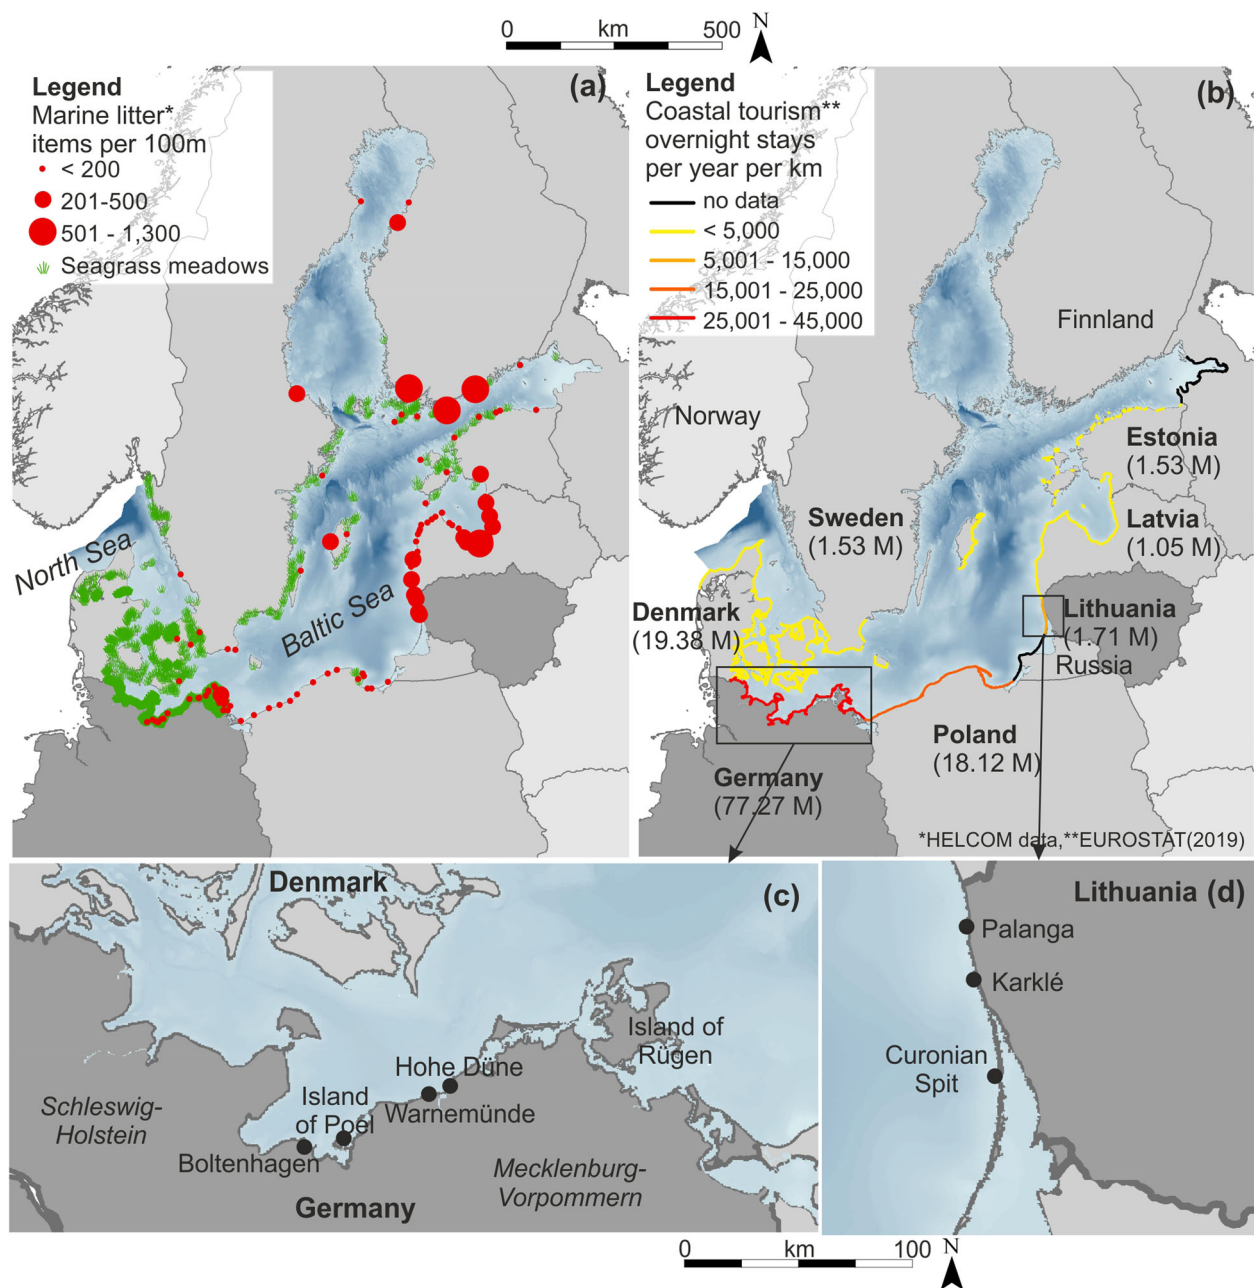 0 km 500
N
Legend
Marine litter*
items per 100m
< 200
201-500
501 - 1,300
Seagrass meadows
(a)
North Sea
Baltic Sea
Legend
Coastal tourism**
overnight stays
per year per km
no data
< 5,000
5,001 - 15,000
15,001 - 25,000
25,001 - 45,000
(b)
Finnland
Norway
Estonia
(1.53 M)
Sweden
(1.53 M)
Latvia
(1.05 M)
Denmark
(19.38 M)
Lithuania
(1.71 M)
Russia
Poland
(18.12 M)
Germany
(77.27 M)
*HELCOM data,**EUROSTAT(2019)
Denmark
(c)
Island of
Rügen
Hohe Düne
Warnemünde
Island
of Poel
Schleswig-
Holstein
Boltenhagen
Mecklenburg-
Vorpommern
Germany
Lithuania (d)
Palanga
Karklé
Curonian
Spit
0 km 100
N